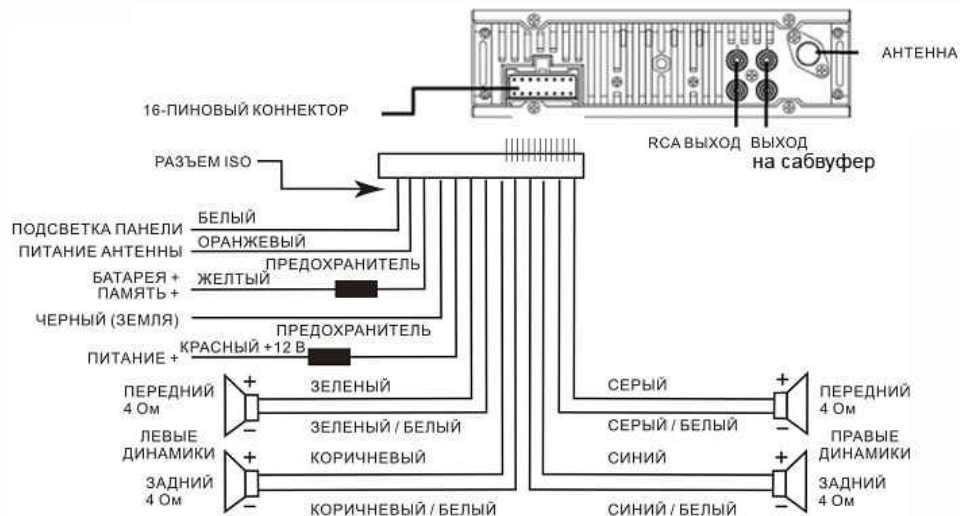 АНТЕННА
16-ПИНОВЫЙ КОННЕКТОР
RCA ВЫХОД
ВЫХОД
на сабвуфер
РАЗЪЕМ ISO
БЕЛЫЙ
ПОДСВЕТКА ПАНЕЛИ
ОРАНЖЕВЫЙ
ПИТАНИЕ АНТЕННЫ
ПРЕДОХРАНИТЕЛЬ
БАТАРЕЯ +
ПАМЯТЬ +
ЖЕЛТЫЙ
ЧЕРНЫЙ (ЗЕМЛЯ)
ПРЕДОХРАНИТЕЛЬ
ПИТАНИЕ +
КРАСНЫЙ +12 В
ПЕРЕДНИЙ
4 Ом
+
−
ЗЕЛЕНЫЙ
ЗЕЛЕНЫЙ / БЕЛЫЙ
ЛЕВЫЕ
ДИНАМИКИ
ЗАДНИЙ
4 Ом
+
−
КОРИЧНЕВЫЙ
КОРИЧНЕВЫЙ / БЕЛЫЙ
СЕРЫЙ
СЕРЫЙ / БЕЛЫЙ
+
−
ПЕРЕДНИЙ
4 Ом
ПРАВЫЕ
ДИНАМИКИ
СИНИЙ
СИНИЙ / БЕЛЫЙ
+
−
ЗАДНИЙ
4 Ом